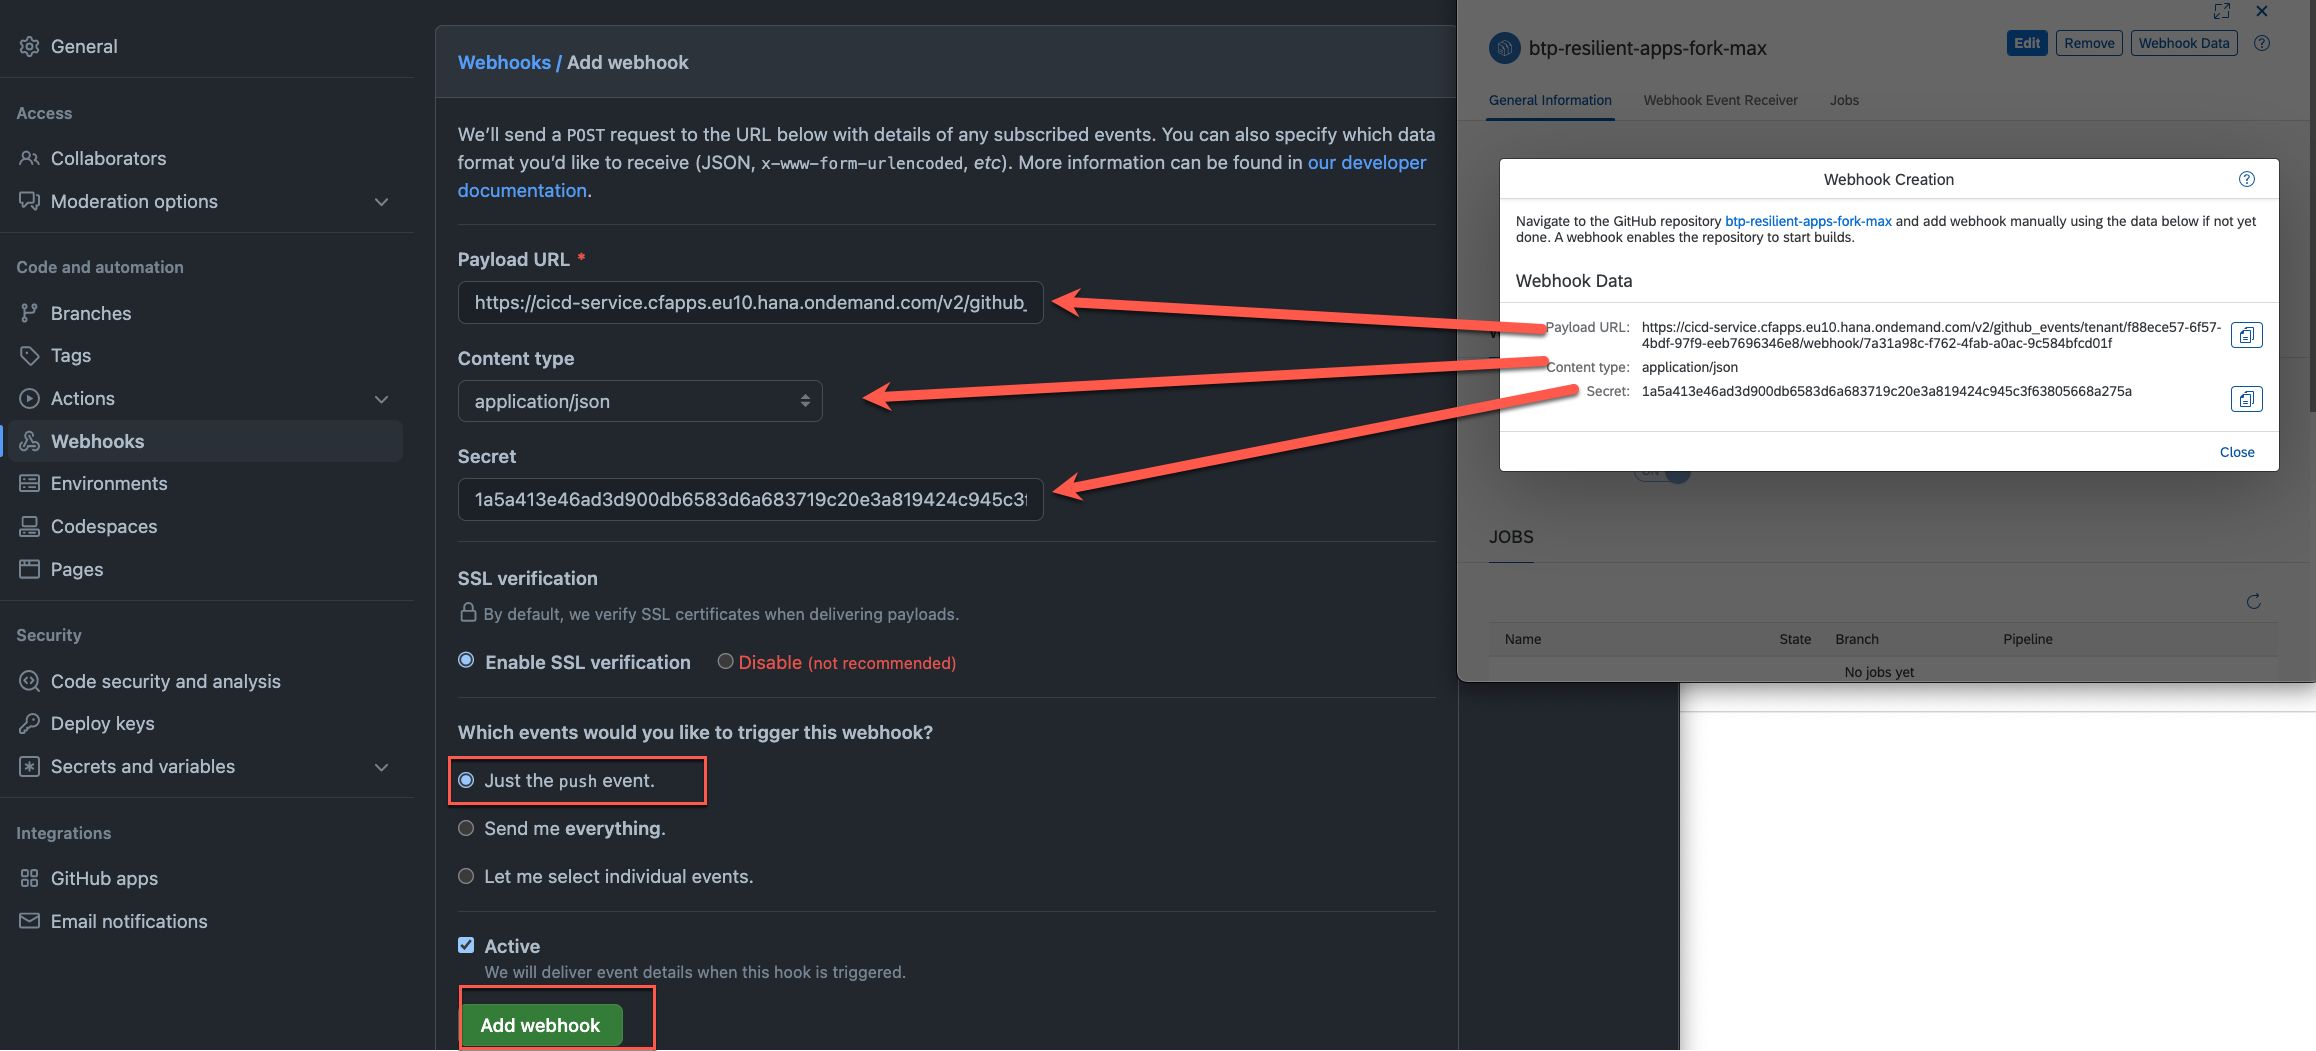 General
Access
Collaborators
Moderation options
Code and automation
Branches
Tags
Actions
Webhooks
Environments
Codespaces
Pages
Security
Code security and analysis
Deploy keys
Secrets and variables
Integrations
GitHub apps
Email notifications
Webhooks / Add webhook
We'll send a POST request to the URL below with details of any subscribed events. You can also specify which data
format you'd like to receive (JSON, x-www-form-urlencoded, etc). More information can be found in our developer
documentation.
Payload URL *
https://cicd-service.cfapps.eu10.hana.ondemand.com/v2/github_
Content type
application/json
Secret
1a5a413e46ad3d900db6583d6a683719c20e3a819424c945c3f
SSL verification
By default, we verify SSL certificates when delivering payloads.
Enable SSL verification Disable (not recommended)
Which events would you like to trigger this webhook?
Just the push event.
Send me everything.
Let me select individual events.
Active
We will deliver event details when this hook is triggered.
Add webhook
btp-resilient-apps-fork-max
Edit Remove Webhook Data
General Information Webhook Event Receiver Jobs
Webhook Creation
Navigate to the GitHub repository btp-resilient-apps-fork-max and add webhook manually using the data below if not yet
done. A webhook enables the repository to start builds.
Webhook Data
Payload URL: https://cicd-service.cfapps.eu10.hana.ondemand.com/v2/github_events/tenant/f88ece57-6f57-
4bdf-97f9-eeb7696346e8/webhook/7a31a98c-f762-4fab-a0ac-9c584bfcd01f
Content type: application/json
Secret: 1a5a413e46ad3d900db6583d6a683719c20e3a819424c945c3f63805668a275a
Close
JOBS
Name State Branch Pipeline
No jobs yet